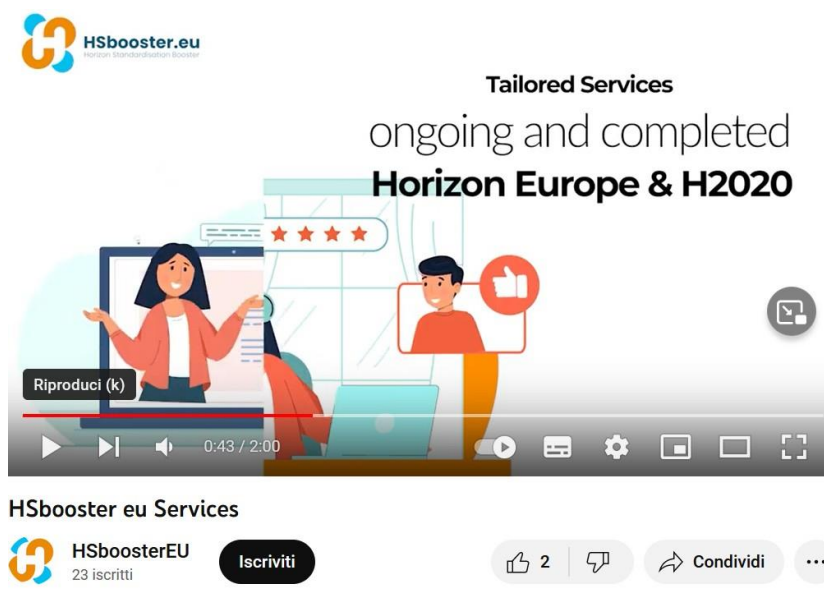 HSbooster.eu
Horizon Standardisation Booster
Tailored Services
ongoing and completed
Horizon Europe & H2020
Riproduci (k)
0:43 / 2:00
HSbooster eu Services
HSboosterEU
23 iscritti
Iscriviti
2
Condividi